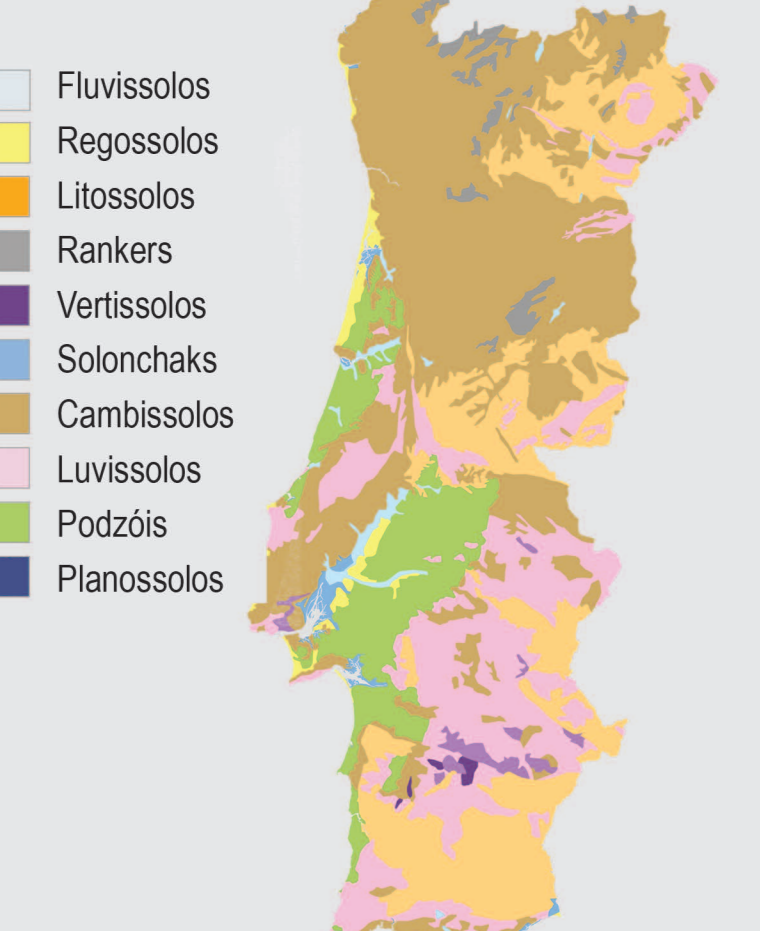 Fluvissolos
Regossolos
Litossolos
Rankers
Vertissolos
Solonchaks
Cambissolos
Luvissolos
Podzóis
Planossolos